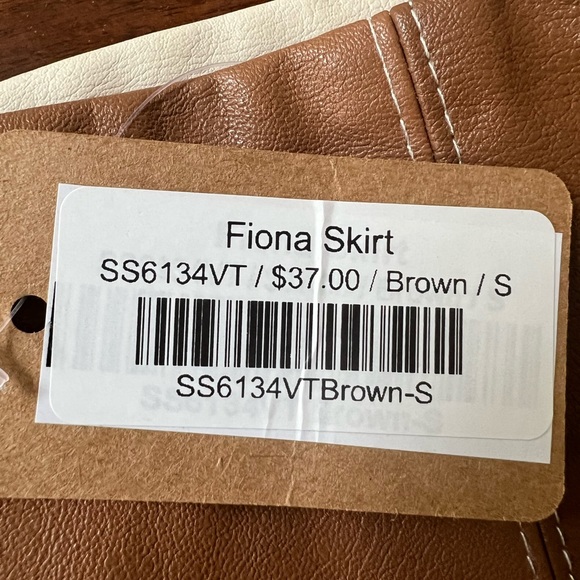 Fiona Skirt
SS6134VT / $37.00 / Brown / S
SS6134VTBrown-S